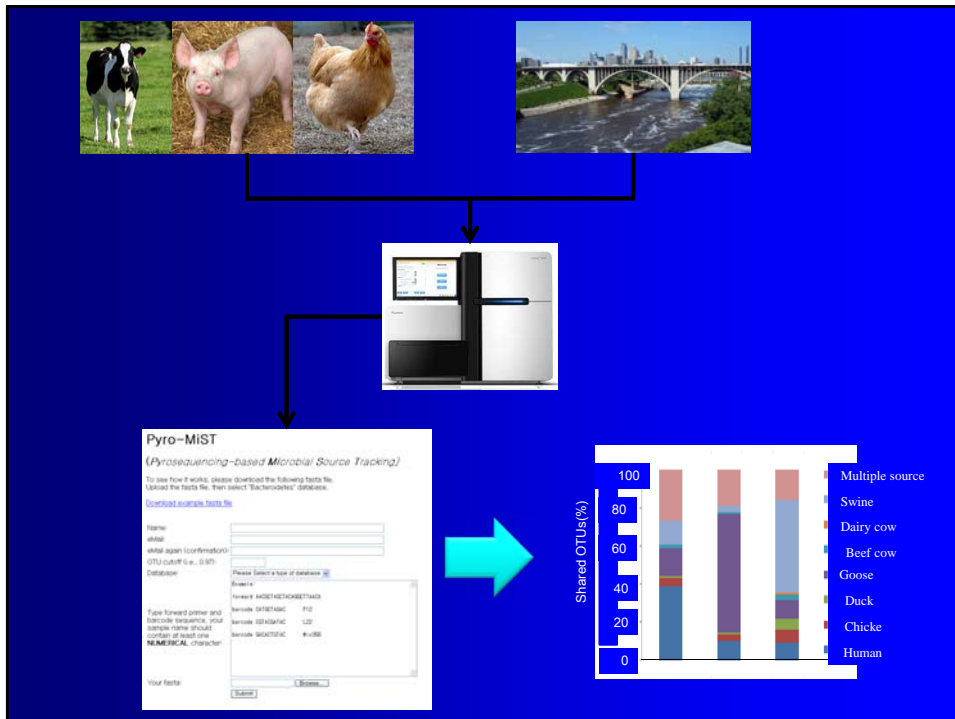 Pyro-MiST
(Pyrosequencing-based Microbial Source Tracking)
To see how it works, please download the following fasta file.
Upload the fasta file, then select "Bacteroidetes" database.
Download example fasta file
Name:
eMail:
eMail again (confirmation):
OTU cutoff (i.e., 0.97):
Database: Please Select a type of database
Example:
forward
barcode
barcode
barcode
Type forward primer and
barcode sequence, your
sample name should
contain at least one
NUMERICAL character
Your fasta: Browse...
Submit
Shared OTUs(%)
100
80
60
40
20
0
Multiple source
Swine
Dairy cow
Beef cow
Goose
Duck
Chicke
Human